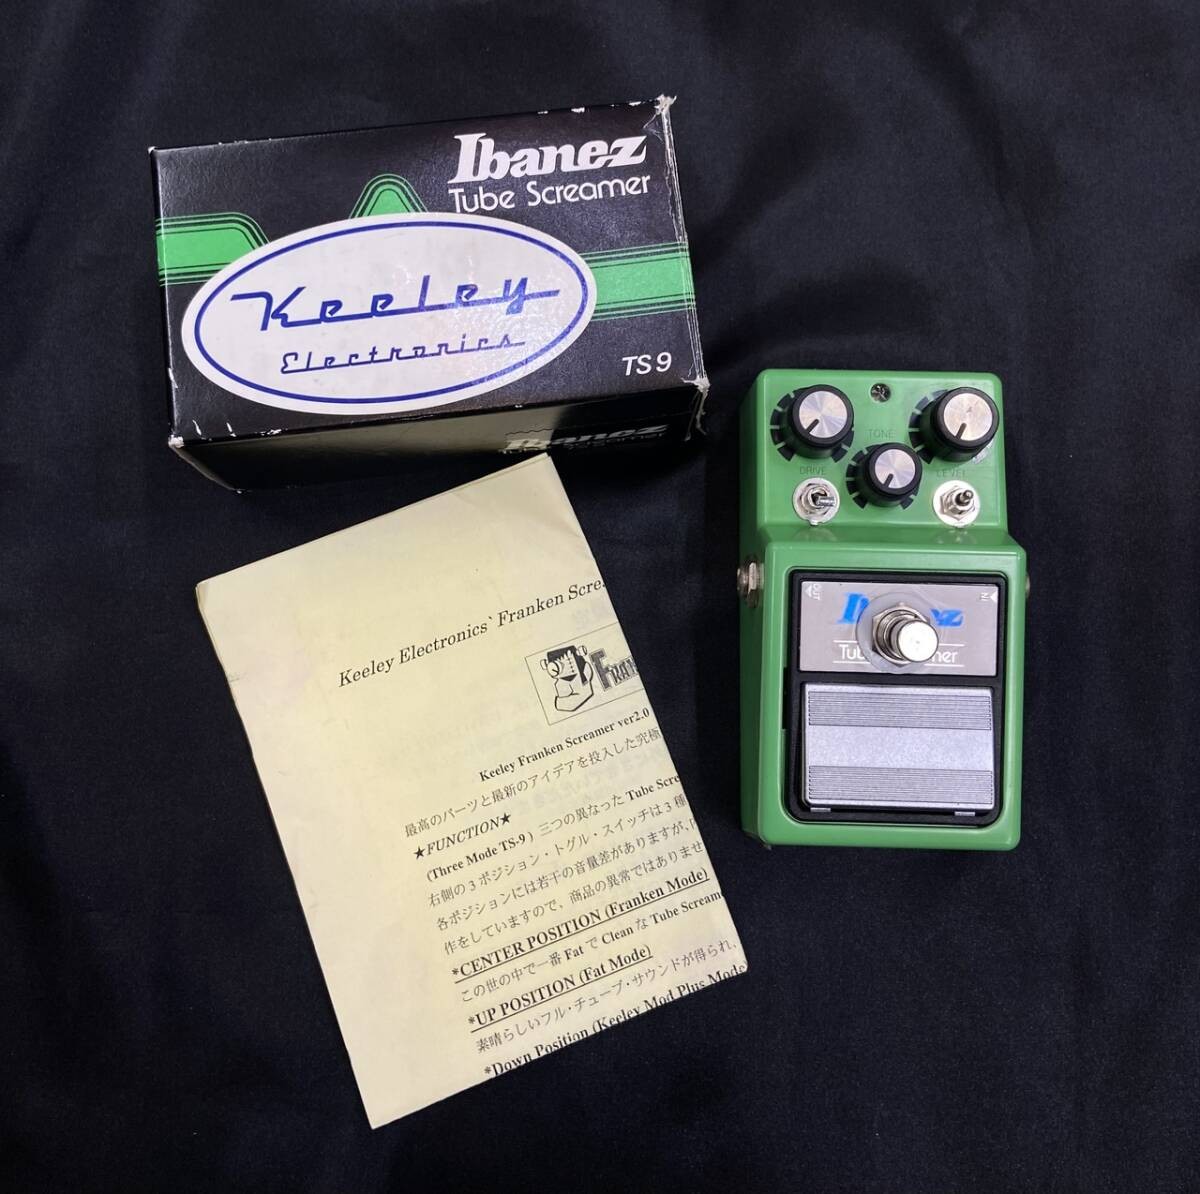 Ibanez
Tube Screamer
Keeley
Electronics
TS9
Ibanez
Tube Screamer
DRIVE
TONE
LEVEL
OUT
IN
Ibanez
Keeley Electronics` Franken Scre
FRAN
Keeley Franken Screamer ver2.0
最高のパーツと最新のアイデアを投入した究極
★FUNCTION★
(Three Mode TS-9 ) 三つの異なった Tube Scre
右側の3ポジション・トグル・スイッチは3種
各ポジションには若干の音量差がありますが、
作をしていますので、商品の異常ではありませ
*CENTER POSITION (Franken Mode)
この世の中で一番 Fat で Clean な Tube Screame
*UP POSITION (Fat Mode)
素晴らしいフル・チューブ・サウンドが得られ、
*Down Position (Keeley Mod Plus Mode